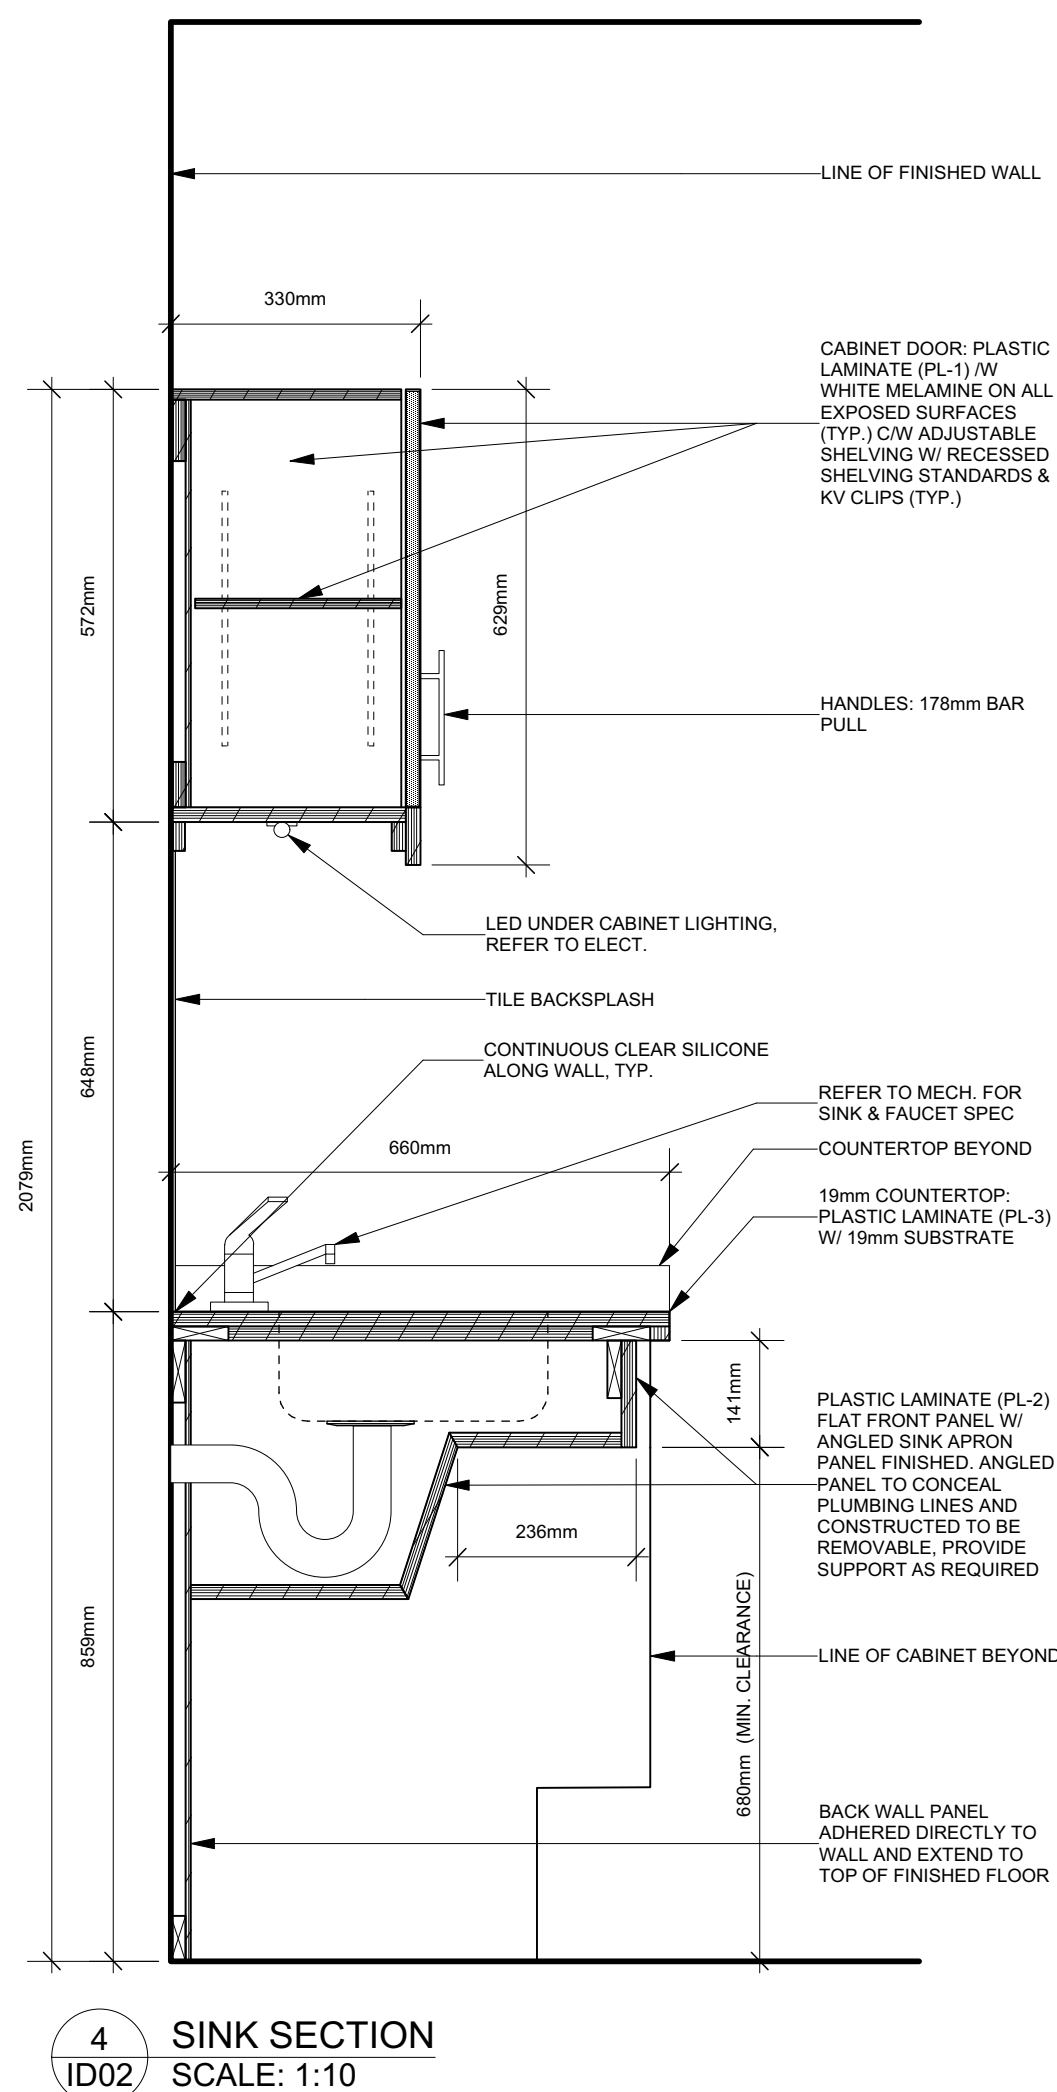 LINE OF FINISHED WALL
330mm
CABINET DOOR: PLASTIC
LAMINATE (PL-1) /W
WHITE MELAMINE ON ALL
EXPOSED SURFACES
(TYP.) C/W ADJUSTABLE
SHELVING W/ RECESSED
SHELVING STANDARDS &
KV CLIPS (TYP.)
572mm
629mm
HANDLES: 178mm BAR
PULL
LED UNDER CABINET LIGHTING,
REFER TO ELECT.
TILE BACKSPLASH
CONTINUOUS CLEAR SILICONE
ALONG WALL, TYP.
648mm
REFER TO MECH. FOR
SINK & FAUCET SPEC
660mm
COUNTERTOP BEYOND
2079mm
19mm COUNTERTOP:
PLASTIC LAMINATE (PL-3)
W/ 19mm SUBSTRATE
141mm
PLASTIC LAMINATE (PL-2)
FLAT FRONT PANEL W/
ANGLED SINK APRON
PANEL FINISHED. ANGLED
PANEL TO CONCEAL
PLUMBING LINES AND
CONSTRUCTED TO BE
REMOVABLE, PROVIDE
SUPPORT AS REQUIRED
236mm
859mm
680mm (MIN. CLEARANCE)
LINE OF CABINET BEYOND
BACK WALL PANEL
ADHERED DIRECTLY TO
WALL AND EXTEND TO
TOP OF FINISHED FLOOR
4
ID02
SINK SECTION
SCALE: 1:10